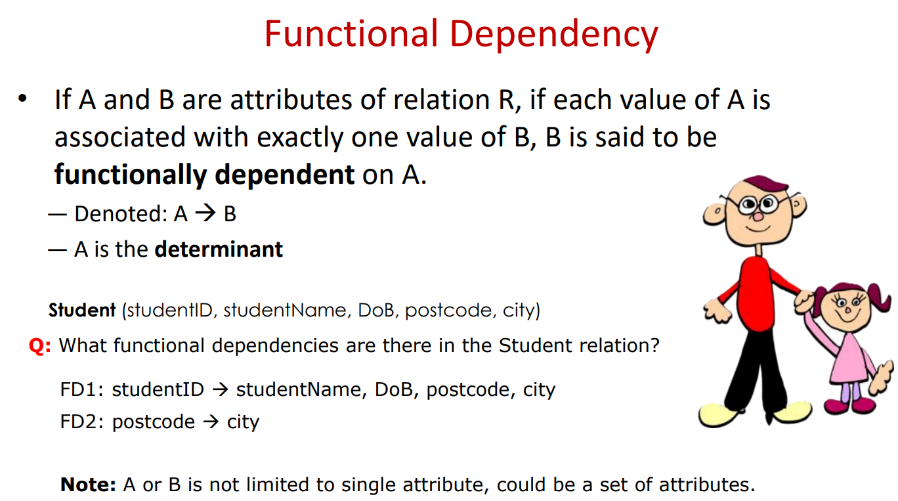 Functional Dependency
• If A and B are attributes of relation R, if each value of A is
associated with exactly one value of B, B is said to be
functionally dependent on A.
— Denoted: A → B
— A is the determinant
Student (studentID, studentName, DoB, postcode, city)
Q: What functional dependencies are there in the Student relation?
FD1: studentID → studentName, DoB, postcode, city
FD2: postcode → city
Note: A or B is not limited to single attribute, could be a set of attributes.